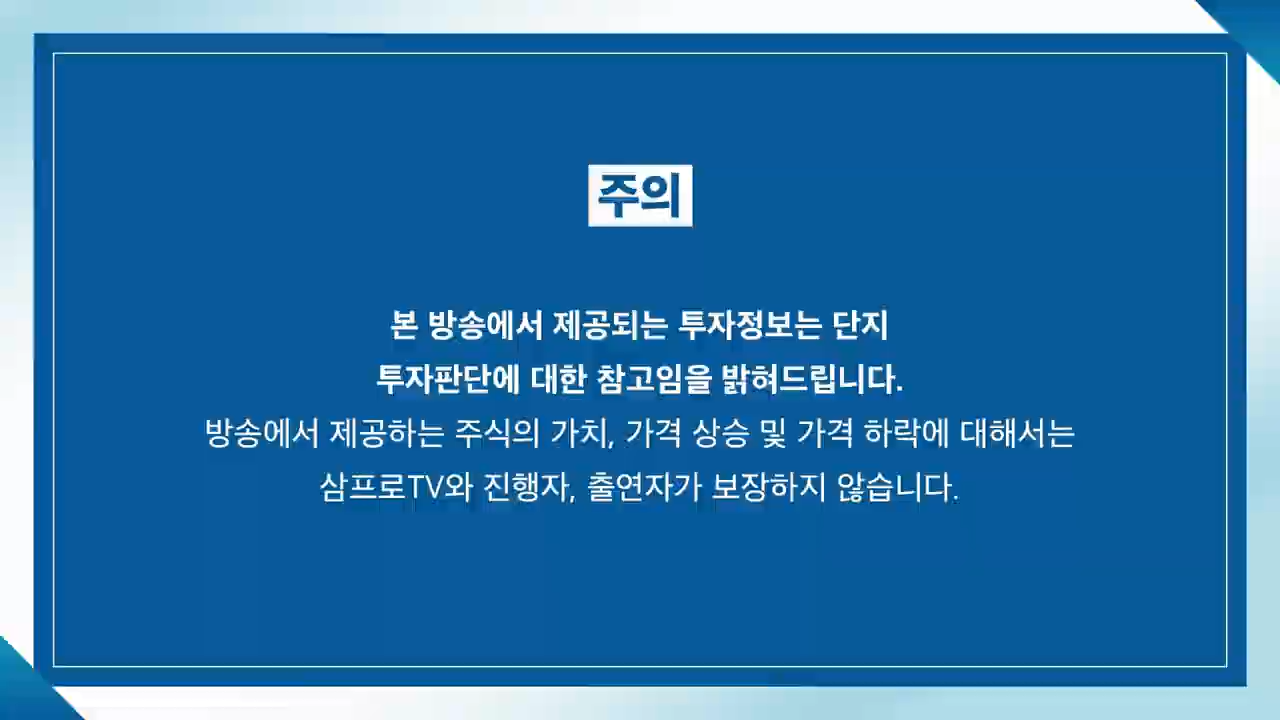 주의
본 방송에서 제공되는 투자정보는 단지
투자판단에 대한 참고임을 밝혀드립니다.
방송에서 제공하는 주식의 가치, 가격 상승 및 가격 하락에 대해서는
삼프로TV와 진행자, 출연자가 보장하지 않습니다.